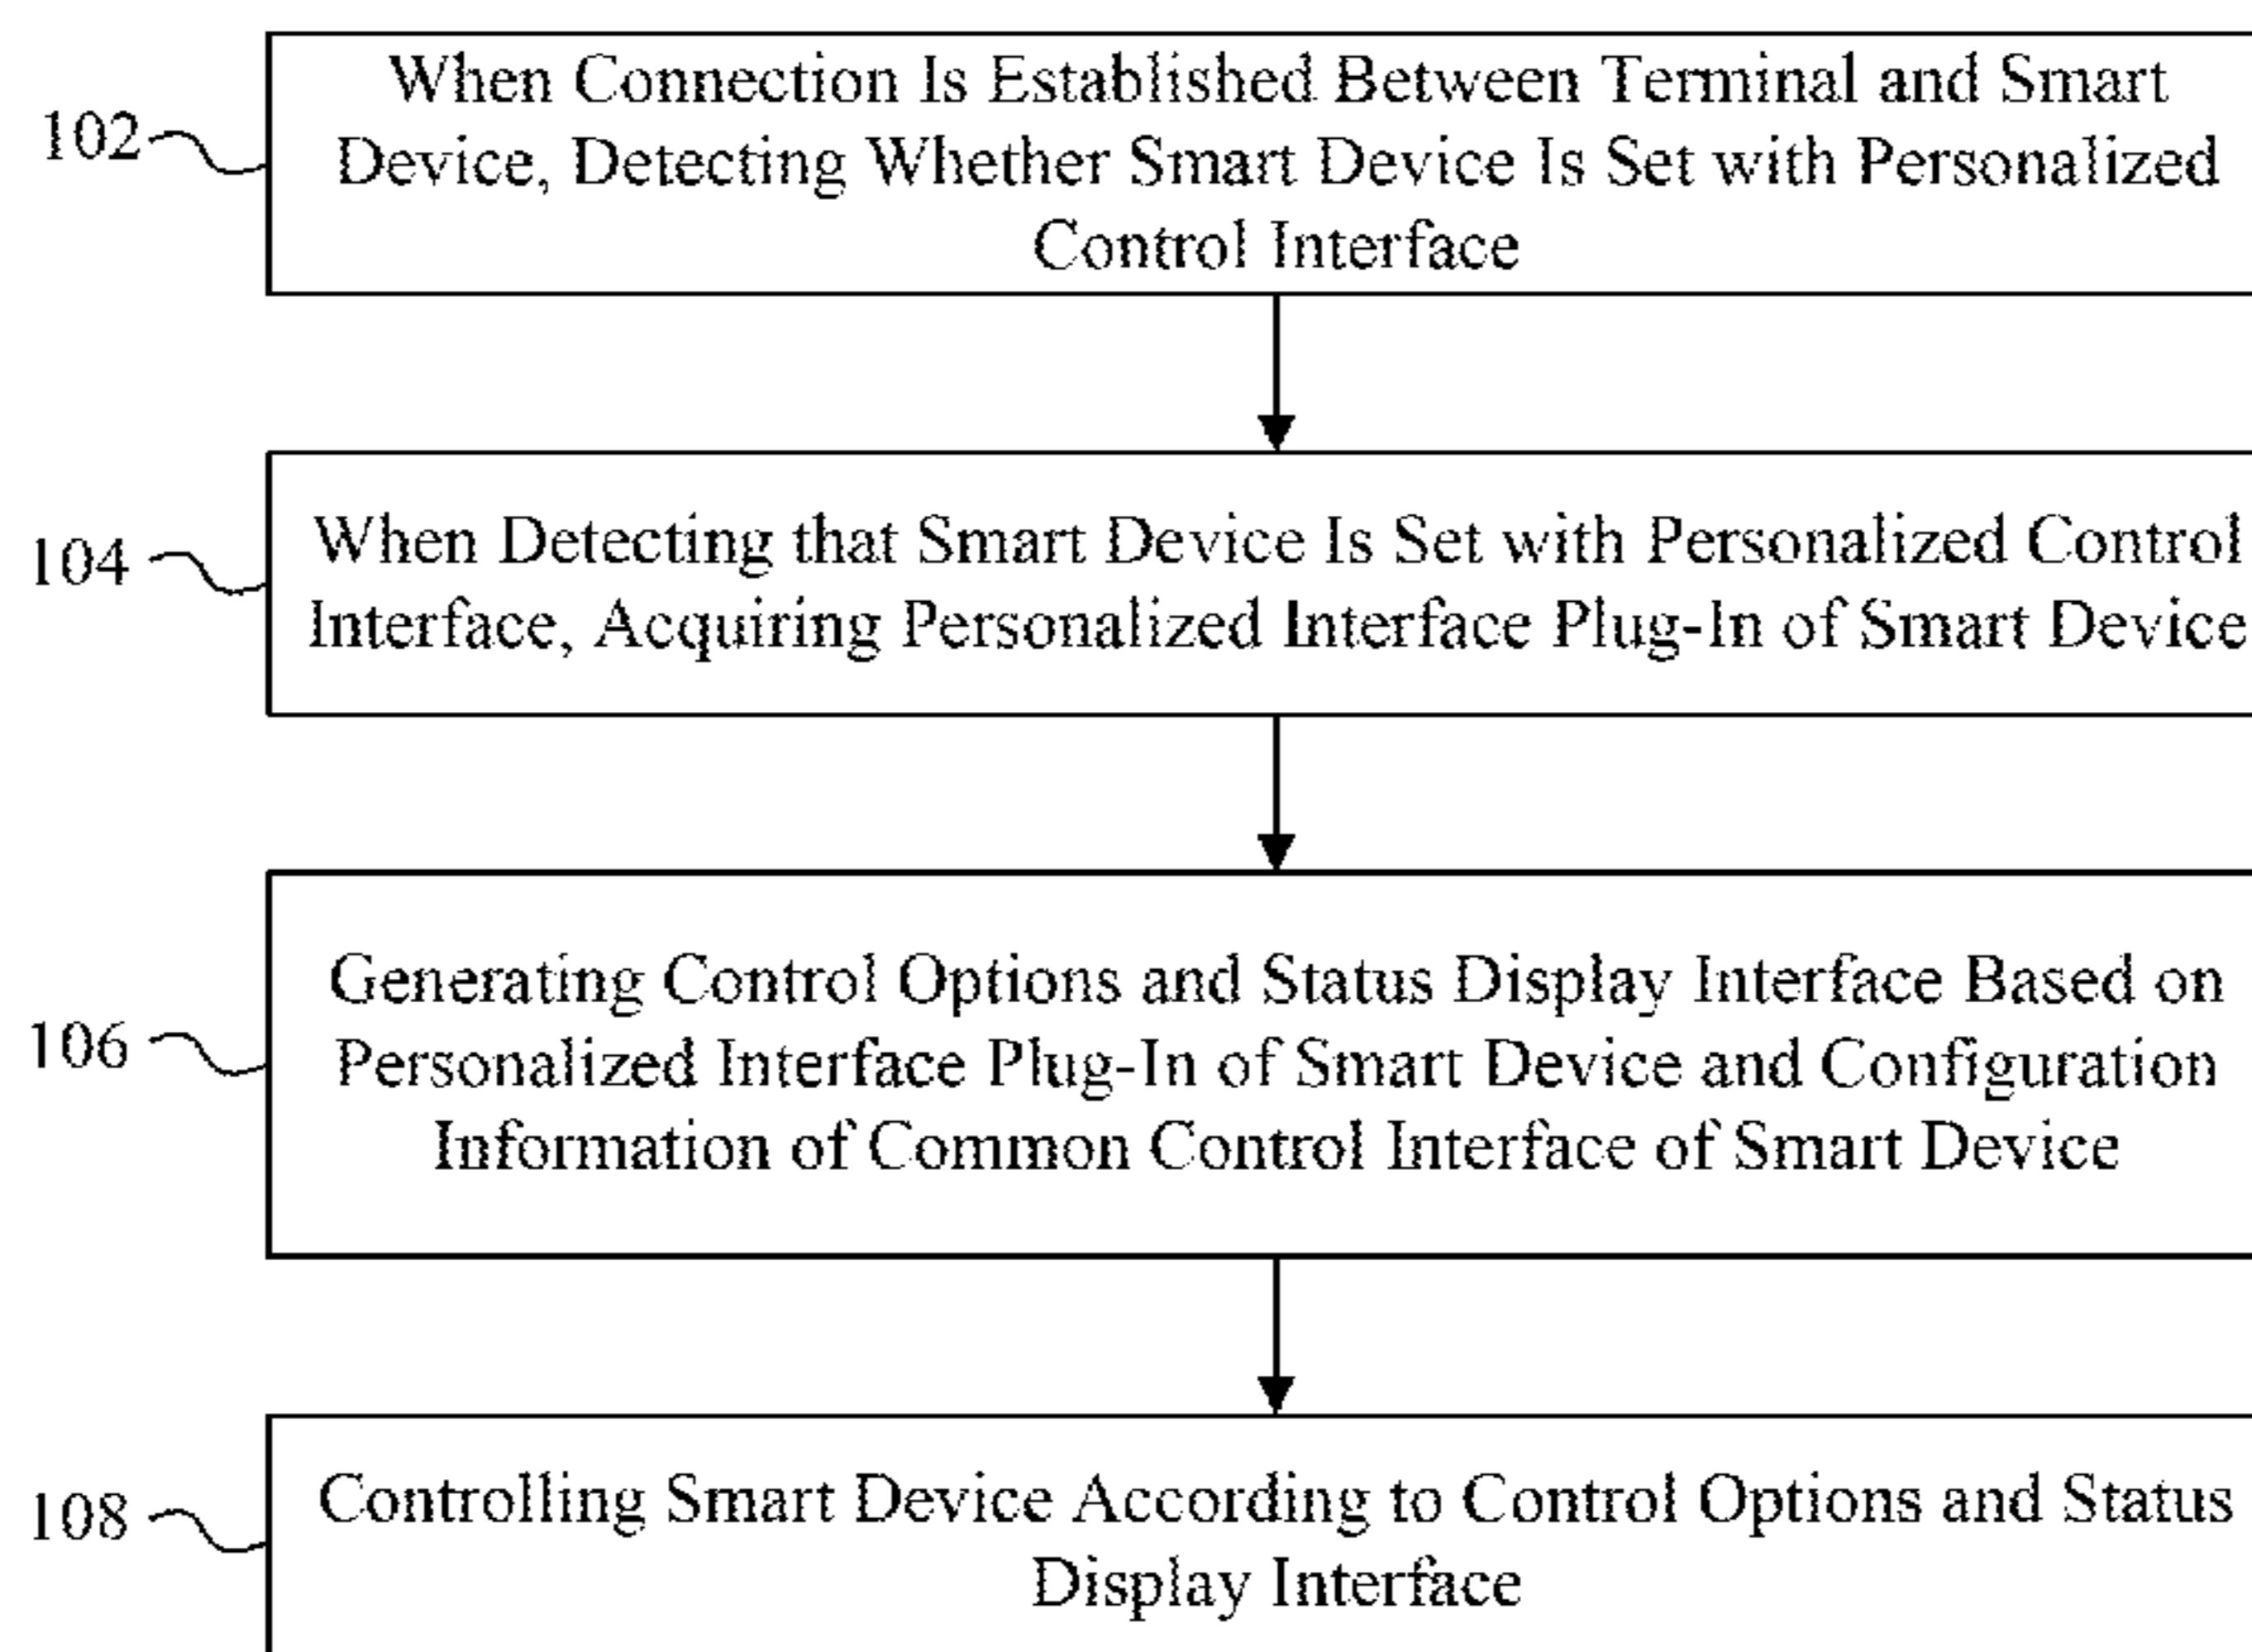 102
When Connection Is Established Between Terminal and Smart
Device, Detecting Whether Smart Device Is Set with Personalized
Control Interface
104
When Detecting that Smart Device Is Set with Personalized Control
Interface, Acquiring Personalized Interface Plug-In of Smart Device
106
Generating Control Options and Status Display Interface Based on
Personalized Interface Plug-In of Smart Device and Configuration
Information of Common Control Interface of Smart Device
108
Controlling Smart Device According to Control Options and Status
Display Interface